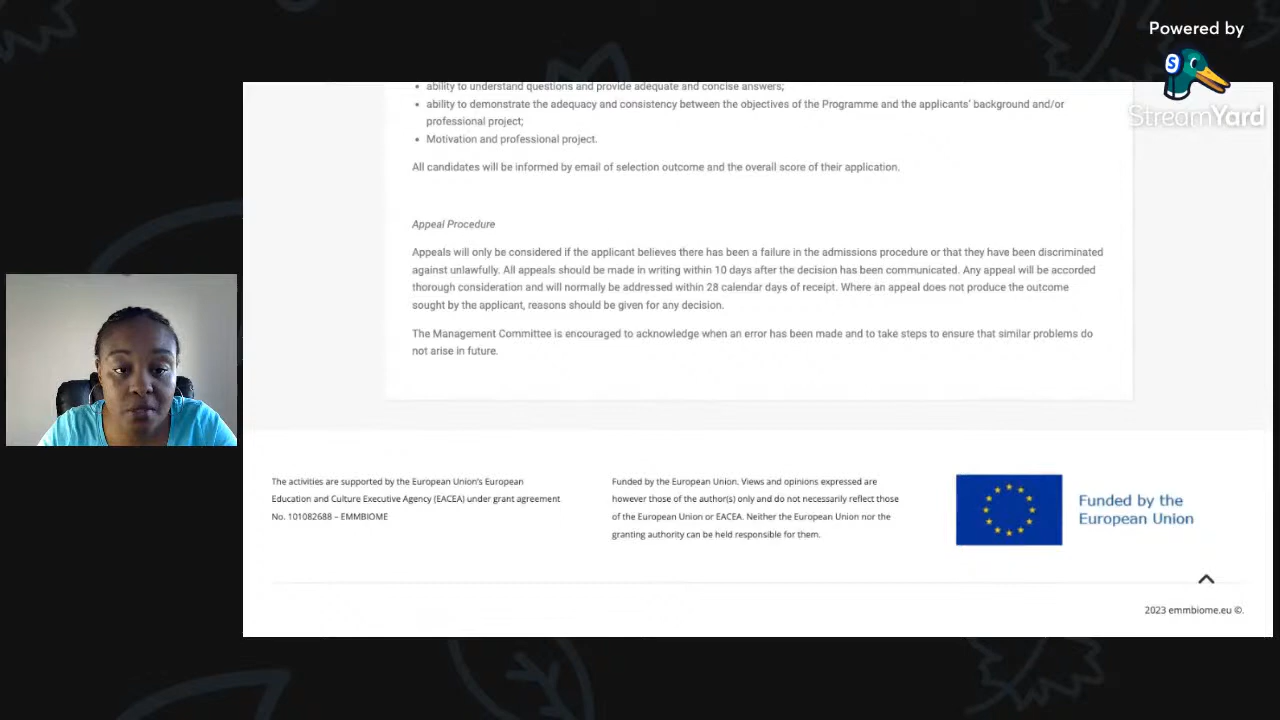 Powered by
StreamYard
ability to understand questions and provide adequate and concise answers;
ability to demonstrate the adequacy and consistency between the objectives of the Programme and the applicants' background and/or
professional project;
Motivation and professional project.
All candidates will be informed by email of selection outcome and the overall score of their application.
Appeal Procedure
Appeals will only be considered if the applicant believes there has been a failure in the admissions procedure or that they have been discriminated
against unlawfully. All appeals should be made in writing within 10 days after the decision has been communicated. Any appeal will be accorded
thorough consideration and will normally be addressed within 28 calendar days of receipt. Where an appeal does not produce the outcome
sought by the applicant, reasons should be given for any decision.
The Management Committee is encouraged to acknowledge when an error has been made and to take steps to ensure that similar problems do
not arise in future.
The activities are supported by the European Union's European
Education and Culture Executive Agency (EACEA) under grant agreement
No. 101082688 – EMMBIOME
Funded by the European Union. Views and opinions expressed are
however those of the author(s) only and do not necessarily reflect those
of the European Union or EACEA. Neither the European Union nor the
granting authority can be held responsible for them.
Funded by the
European Union
2023 emmbiome.eu ©.